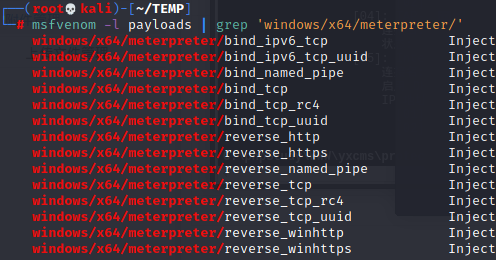 (root💀kali)-[~/TEMP]
# msfvenom -l payloads | grep 'windows/x64/meterpreter/'
windows/x64/meterpreter/bind_ipv6_tcp Inject
windows/x64/meterpreter/bind_ipv6_tcp_uuid Inject
windows/x64/meterpreter/bind_named_pipe Inject
windows/x64/meterpreter/bind_tcp Inject
windows/x64/meterpreter/bind_tcp_rc4 Inject
windows/x64/meterpreter/bind_tcp_uuid Inject
windows/x64/meterpreter/reverse_http Inject
windows/x64/meterpreter/reverse_https Inject
windows/x64/meterpreter/reverse_named_pipe Inject
windows/x64/meterpreter/reverse_tcp Inject
windows/x64/meterpreter/reverse_tcp_rc4 Inject
windows/x64/meterpreter/reverse_tcp_uuid Inject
windows/x64/meterpreter/reverse_winhttp Inject
windows/x64/meterpreter/reverse_winhttps Inject